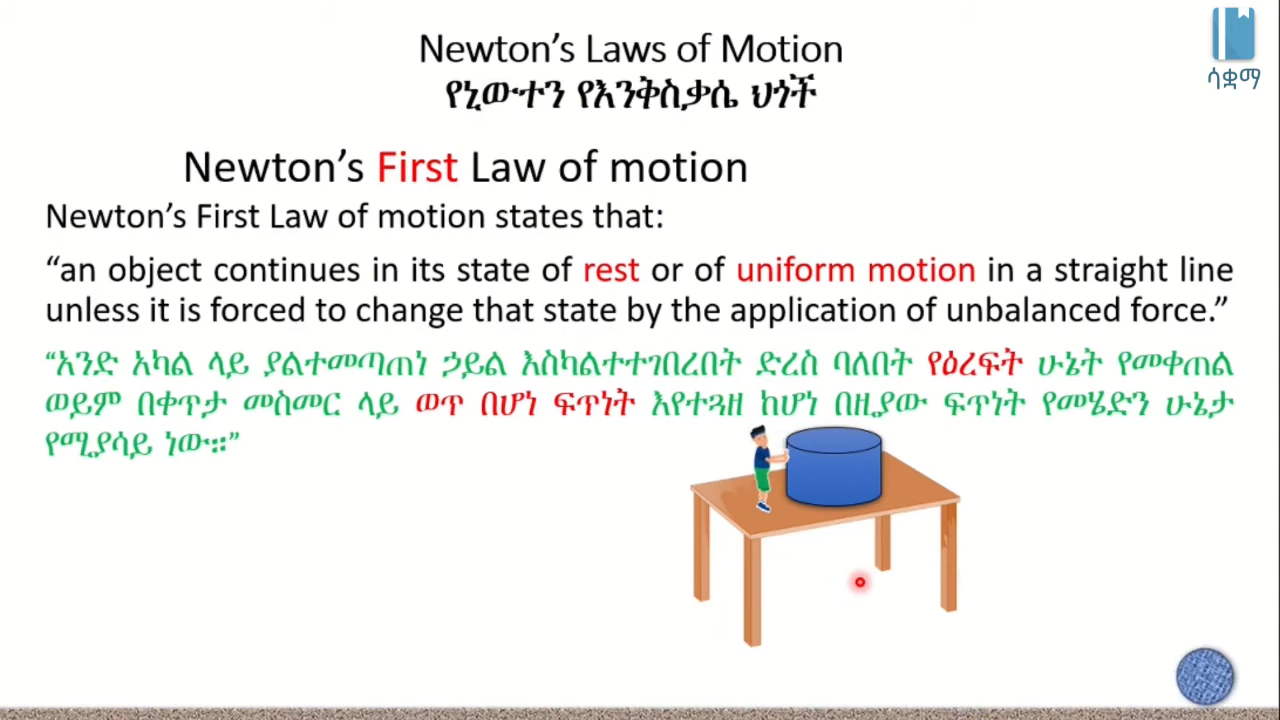 Newton’s Laws of Motion
የኒውተን የእንቅስቃሴ ህጎች
ሳቋማ
Newton’s First Law of motion
Newton’s First Law of motion states that:
“an object continues in its state of rest or of uniform motion in a straight line
unless it is forced to change that state by the application of unbalanced force.”
“አንድ አካል ላይ ያልተመጣጠነ ኃይል እስካልተተገበረበት ድረስ ባለበት የዕረፍት ሁኔት የመቀጠል
ወይም በቀጥታ መስመር ላይ ወጥ በሆነ ፍጥነት እየተጓዘ ከሆነ በዚያው ፍጥነት የመሄድን ሁኔታ
የሚያሳይ ነው።”